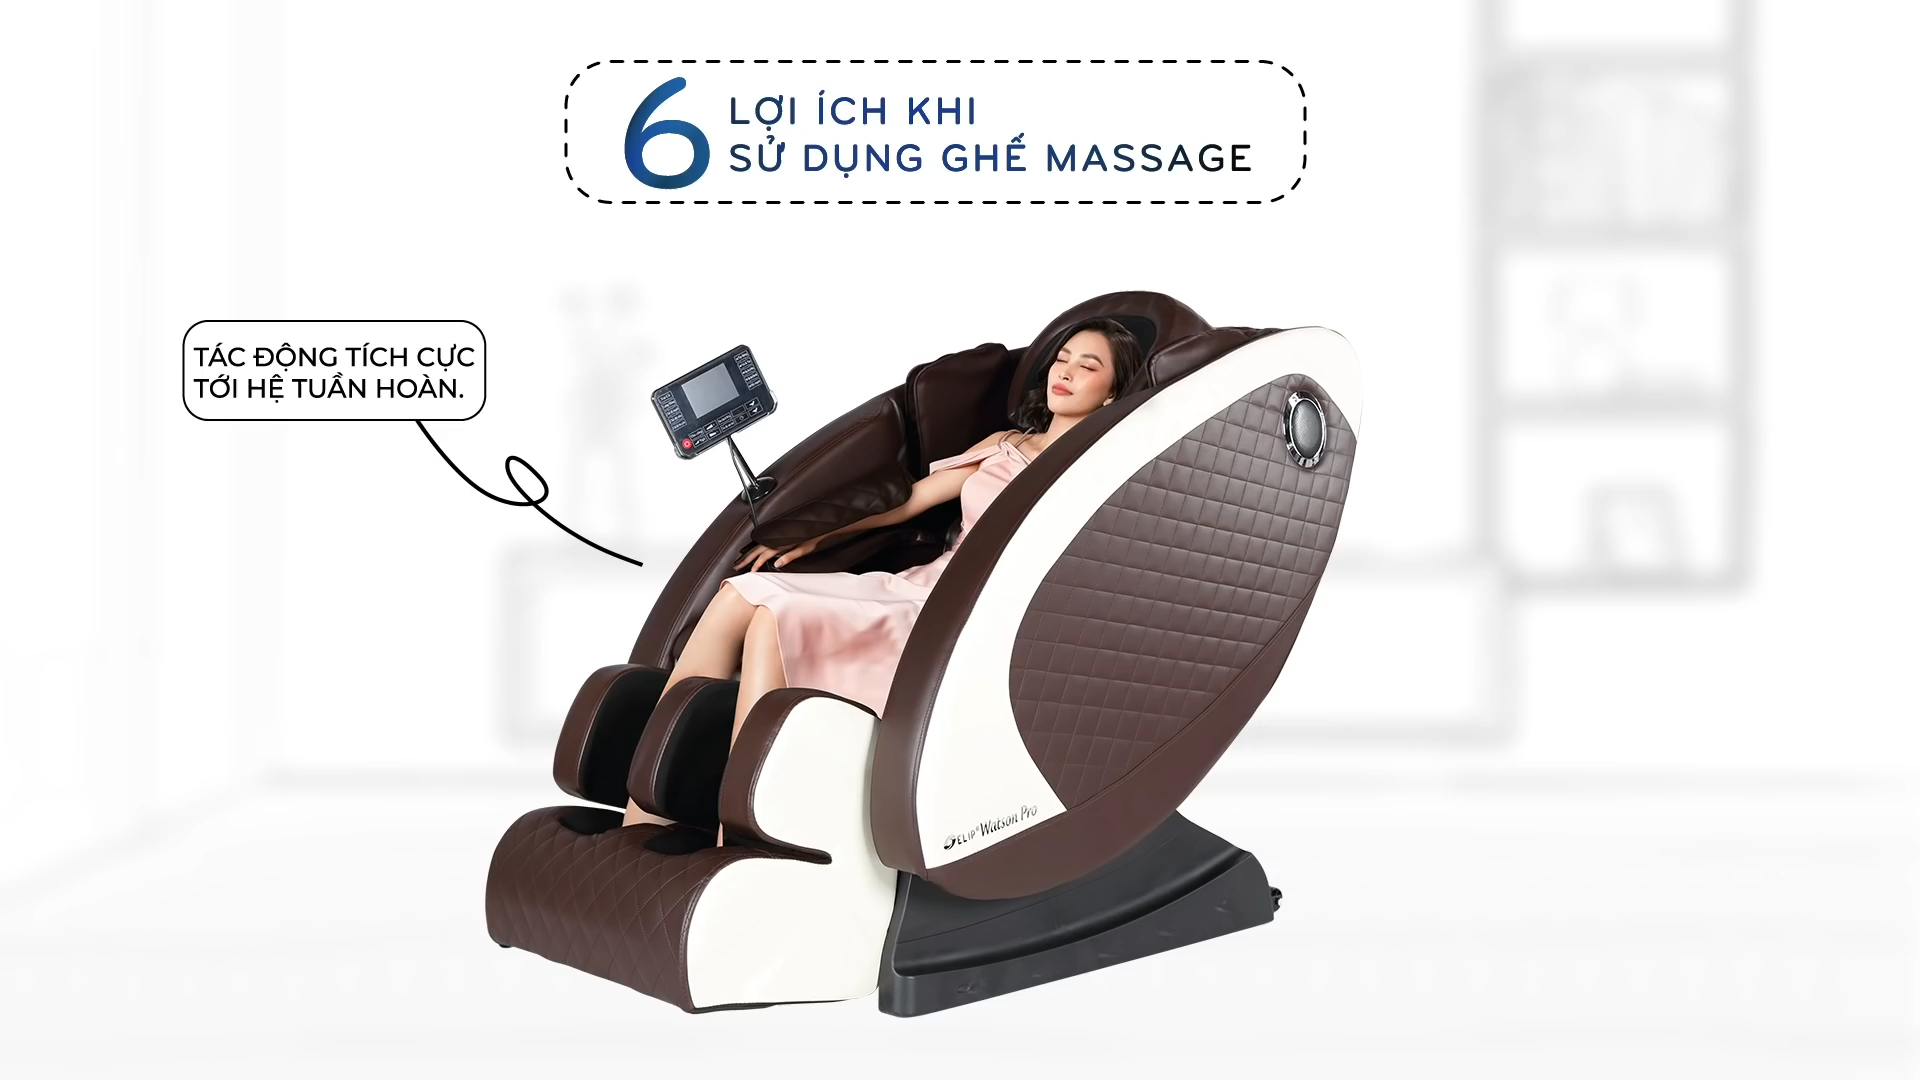 6
LỢI ÍCH KHI
SỬ DỤNG GHẾ MASSAGE
TÁC ĐỘNG TÍCH CỰC
TỚI HỆ TUẦN HOÀN.
ELIP® Watson Pro